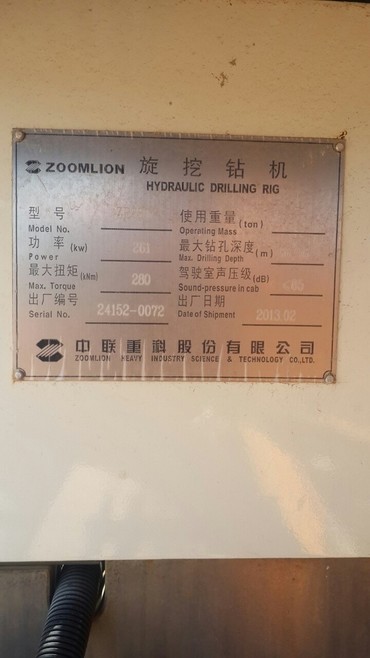 ZOOMLION 旋挖钻机
HYDRAULIC DRILLING RIG
型号 使用重量(ton)
Model No. Operating Mass
功率(kw) 261 最大钻孔深度(m)
Power Max. Drilling Depth
最大扭矩(kNm) 280 驾驶室声压级(dB)
Max. Torque Sound-pressure in cab
出厂编号 24152-0072 出厂日期 2013.02
Serial No. Date of Shipment
中联重科股份有限公司
ZOOMLION HEAVY INDUSTRY SCIENCE & TECHNOLOGY CO.,LTD.